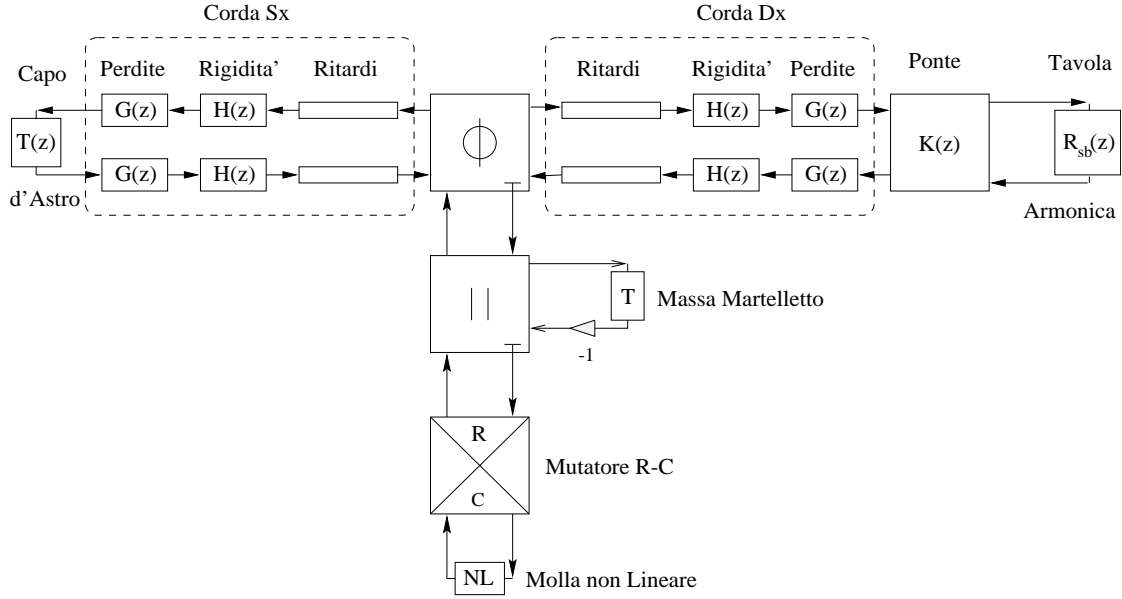 Corda Sx
Corda Dx
Capo
Perdite
Rigidita’
Ritardi
Ritardi
Rigidita’
Perdite
Ponte
Tavola
G(z)
H(z)
H(z)
G(z)
T(z)
K(z)
R_sb(z)
G(z)
H(z)
H(z)
G(z)
d’Astro
Armonica
T
Massa Martelletto
-1
R
Mutatore R-C
C
NL
Molla non Lineare